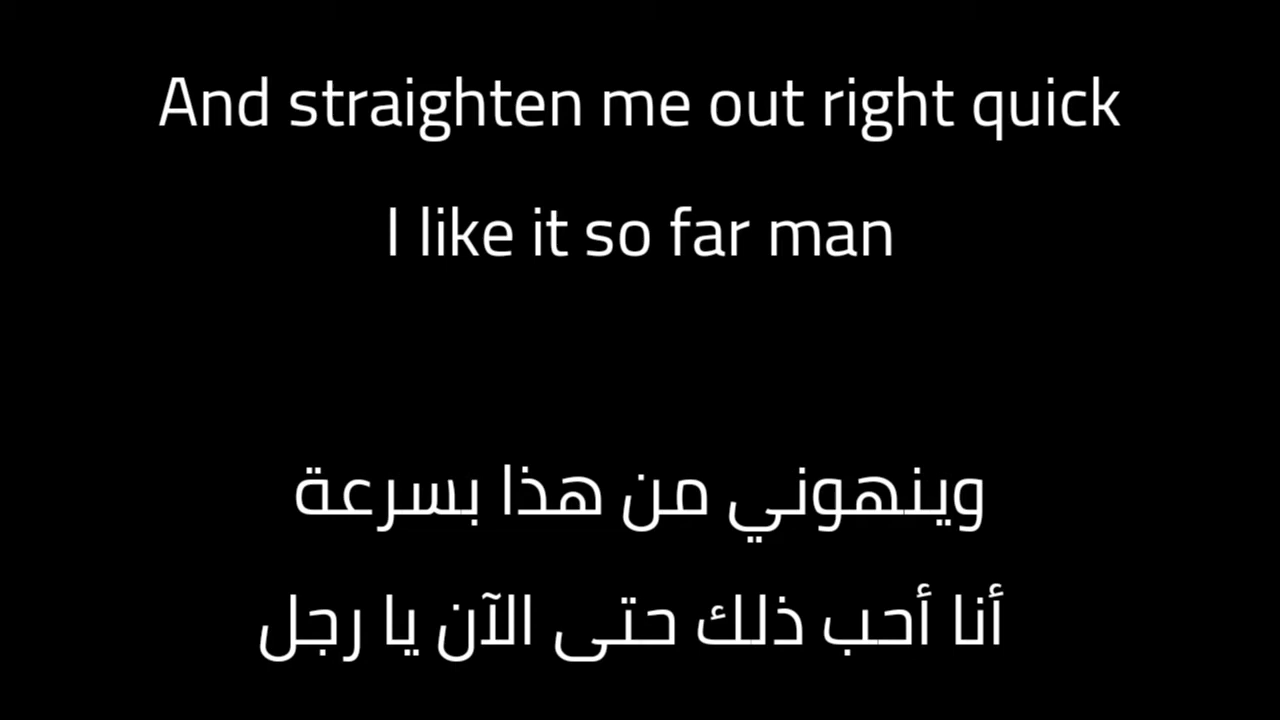 And straighten me out right quick
I like it so far man
وينهوني من هذا بسرعة
أنا أحب ذلك حتى الآن يا رجل